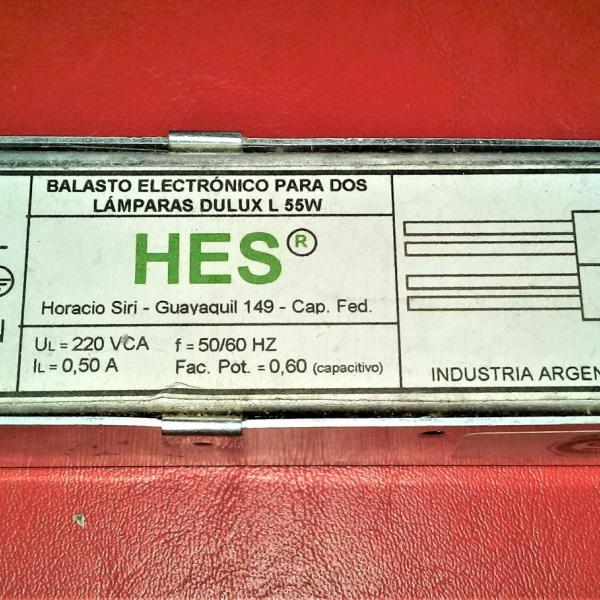 BALASTO ELECTRÓNICO PARA DOS
LÁMPARAS DULUX L 55W
HES®
Horacio Siri - Guayaquil 149 - Cap. Fed.
UL = 220 VCA f = 50/60 HZ
IL = 0,50 A Fac. Pot. = 0,60 (capacitivo)
INDUSTRIA ARGEN